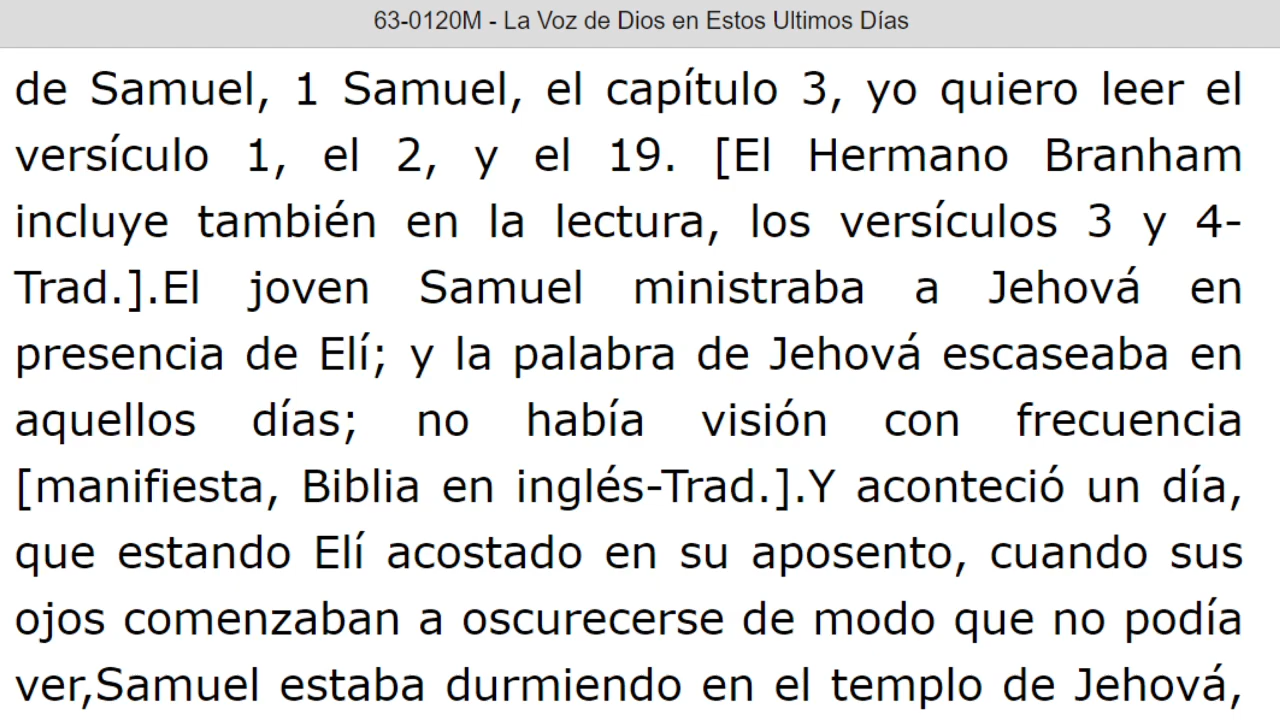 63-0120M - La Voz de Dios en Estos Ultimos Días
de Samuel, 1 Samuel, el capítulo 3, yo quiero leer el
versículo 1, el 2, y el 19. [El Hermano Branham
incluye también en la lectura, los versículos 3 y 4-
Trad.].El joven Samuel ministraba a Jehová en
presencia de Elí; y la palabra de Jehová escaseaba en
aquellos días; no había visión con frecuencia
[manifiesta, Biblia en inglés-Trad.].Y aconteció un día,
que estando Elí acostado en su aposento, cuando sus
ojos comenzaban a oscurecerse de modo que no podía
ver,Samuel estaba durmiendo en el templo de Jehová,